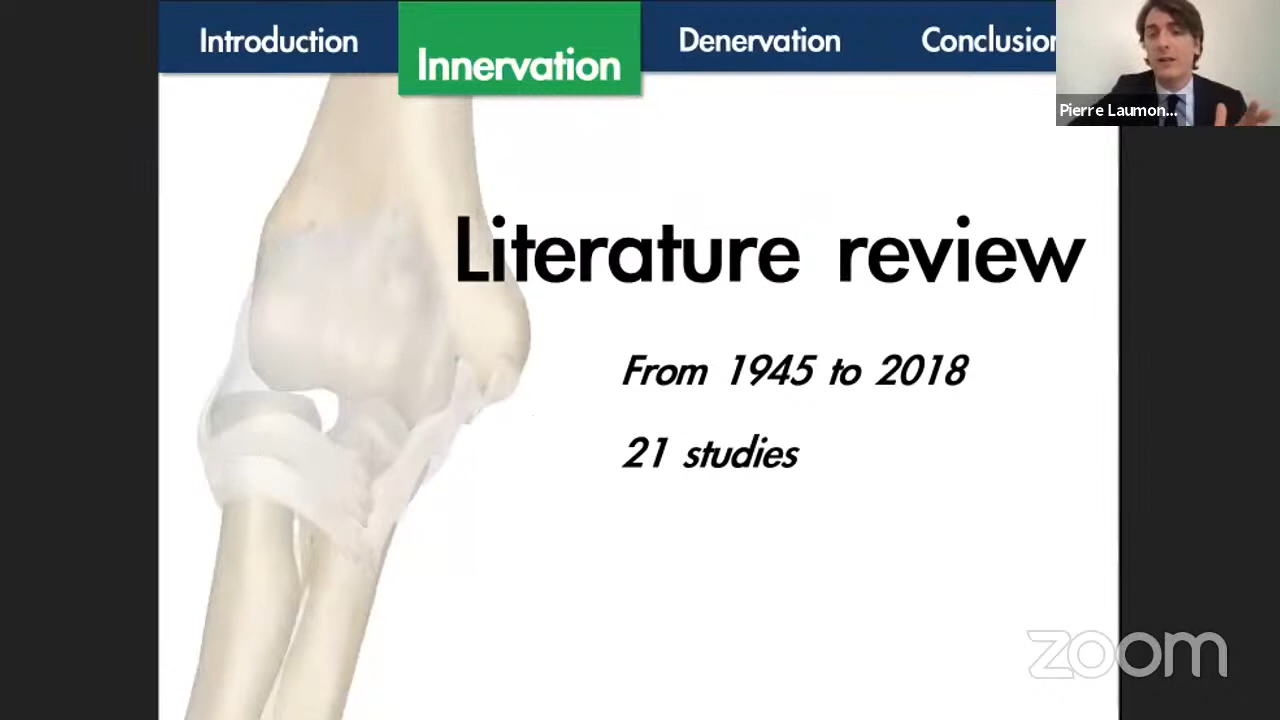 Introduction
Innervation
Denervation
Conclusion
Pierre Laumon...
Literature review
From 1945 to 2018
21 studies
zoom